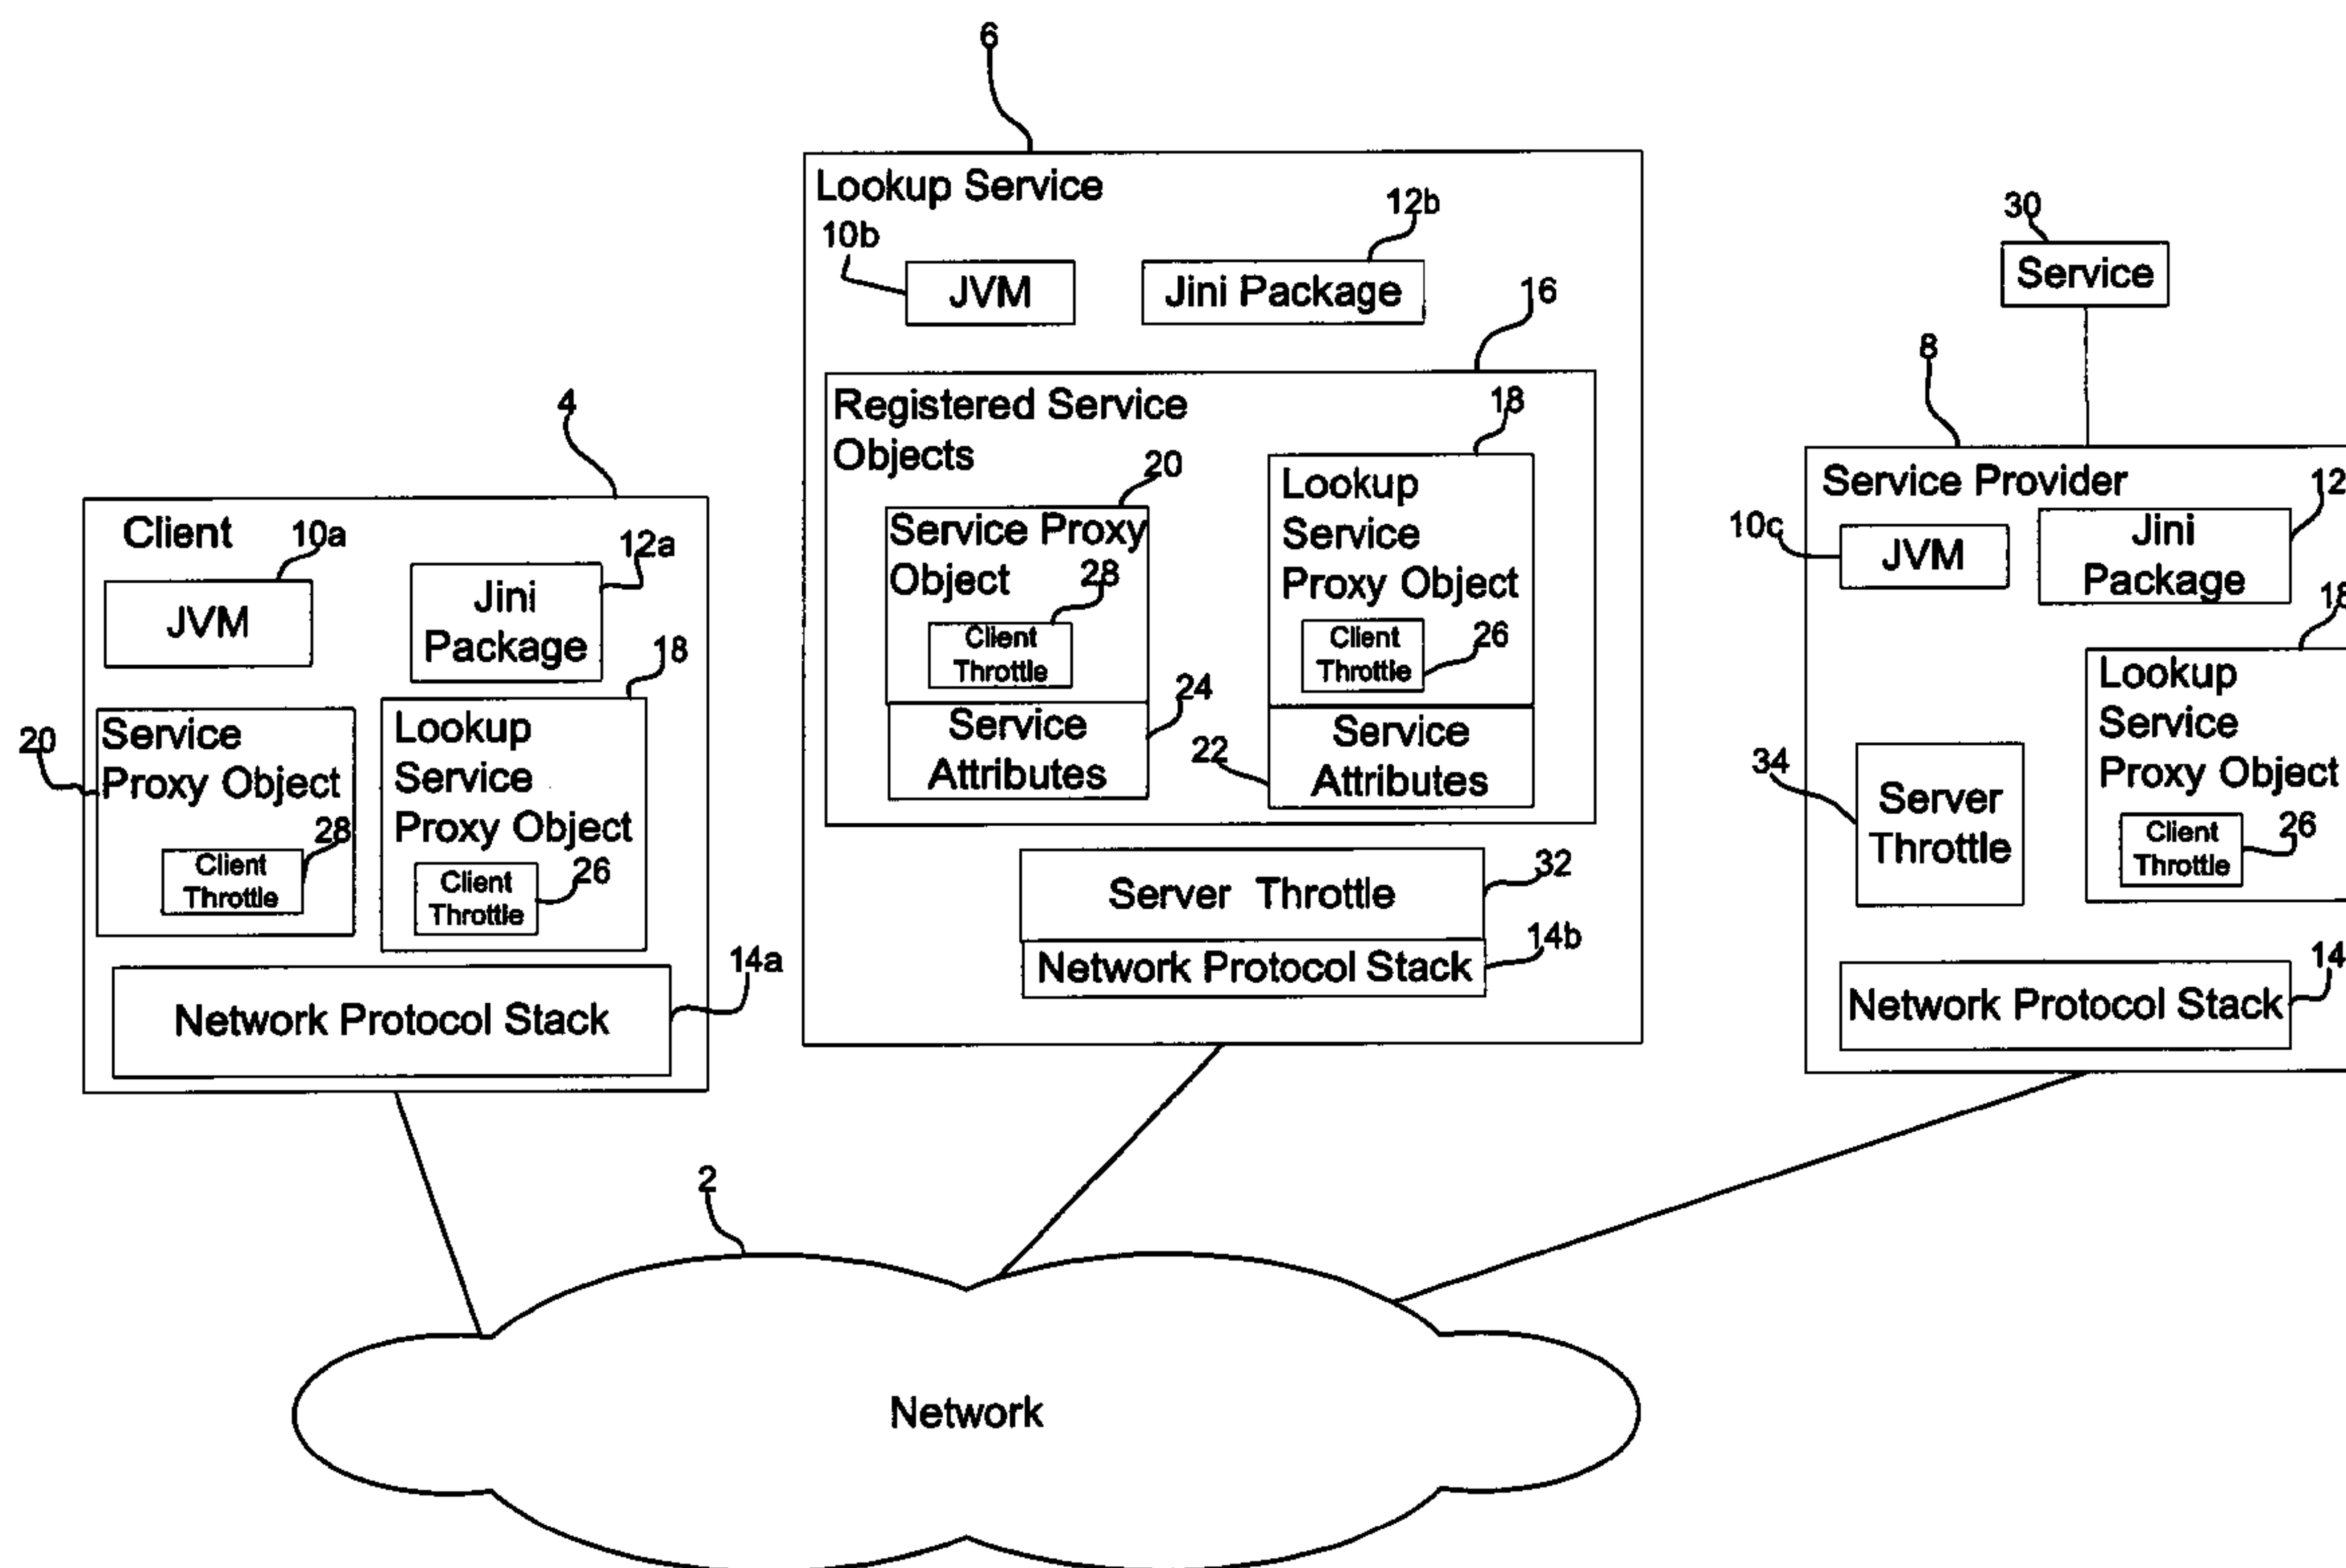 6
Lookup Service
10b
12b
JVM
Jini Package
16
Registered Service
Objects
20
18
Service Proxy
Object
28
Client
Throttle
Lookup
Service
Proxy Object
Client
Throttle
26
24
Service
Attributes
22
Service
Attributes
Server Throttle
32
Network Protocol Stack
14b
4
Client
10a
12a
JVM
Jini
Package
18
20
Service
Proxy Object
28
Client
Throttle
Lookup
Service
Proxy Object
26
Client
Throttle
14a
Network Protocol Stack
30
Service
8
Service Provider
10c
12
JVM
Jini
Package
18
Lookup
Service
Proxy Object
34
Server
Throttle
Client
Throttle
26
14
Network Protocol Stack
2
Network